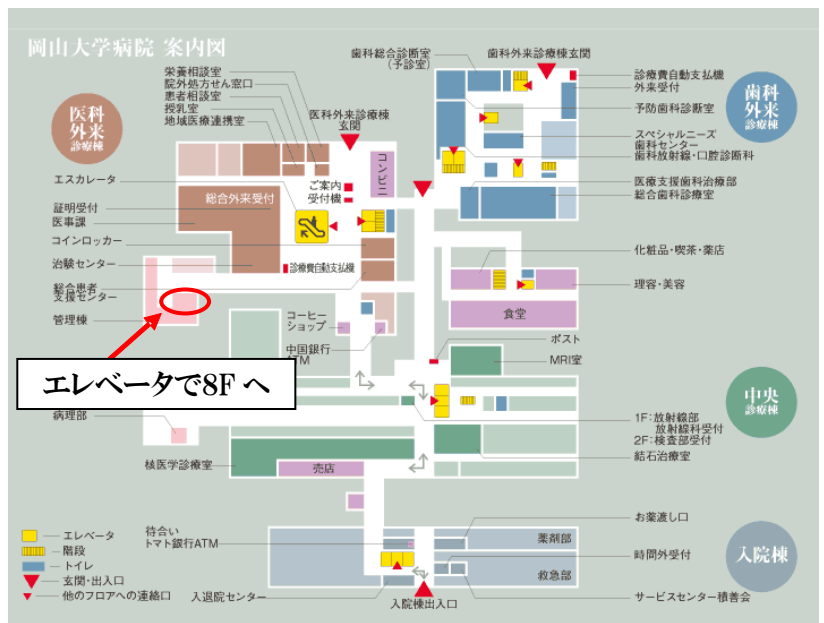 岡山大学病院 案内図
医科
外来
診療棟
栄養相談室
院外処方せん窓口
患者相談室
授乳室
地域医療連携室
医科外来診療棟
玄関
歯科総合診断室
(予診室)
歯科外来診療棟玄関
診療費自動支払機
外来受付
予防歯科診断室
スペシャルニーズ
歯科センター
歯科放射線・口腔診断科
医療支援歯科治療部
総合歯科診療室
歯科
外来
診療棟
エスカレータ
証明受付
医事課
コインロッカー
治験センター
総合患者
支援センター
管理棟
総合外来受付
ご案内
受付機
コンビニ
診療費自動支払機
コーヒー
ショップ
中国銀行
ATM
化粧品・喫茶・薬店
理容・美容
食堂
ポスト
MRI室
エレベータで8F へ
病理部
核医学診療室
売店
1F:放射線部
放射線科受付
2F:検査部受付
結石治療室
中央
診療棟
エレベータ
階段
トイレ
玄関・出入口
他のフロアへの連絡口
待合い
トマト銀行ATM
入退院センター
入院棟出入口
お薬渡し口
薬剤部
時間外受付
救急部
サービスセンター積善会
入院棟